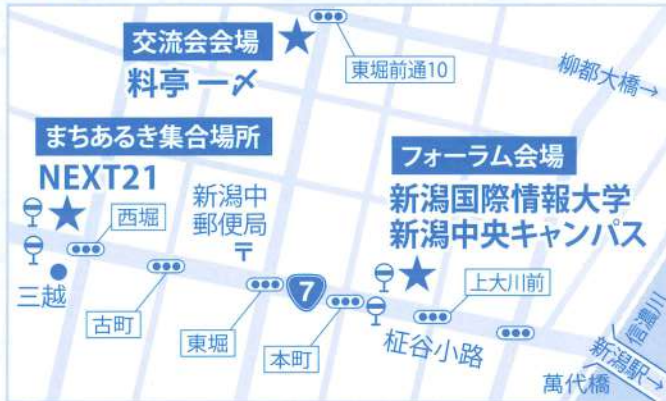 交流会会場
料亭 一〆
東堀前通10
柳都大橋→
まちあるき集合場所
NEXT21
フォーラム会場
新潟国際情報大学
新潟中央キャンパス
新潟中
郵便局
〒
西堀
三越
古町
東堀
7
本町
上大川前
柾谷小路
信濃川
新潟駅→
萬代橋